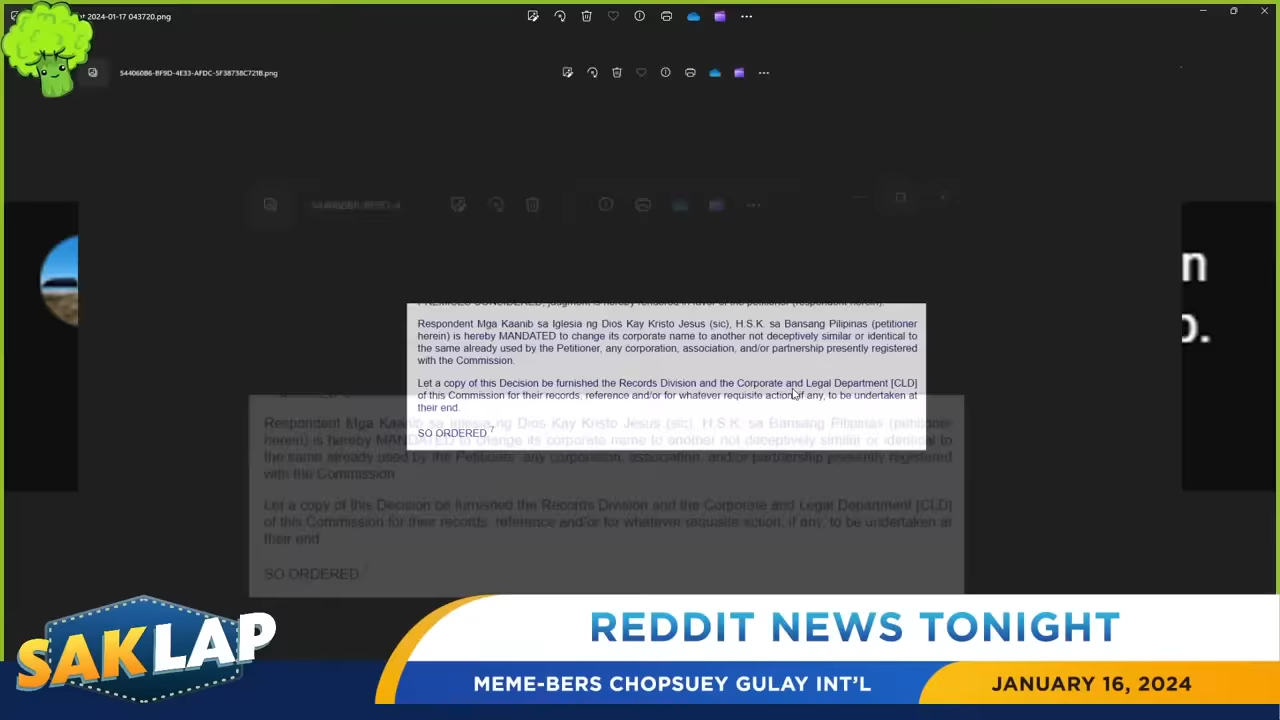 t 2024-01-17 043720.png
54406086-BF9D-4E33-AFDC-5F38738C721B.png
n
o.
Respondent Mga Kaanib sa Iglesia ng Dios Kay Kristo Jesus (sic), H.S.K. sa Bansang Pilipinas (petitioner
herein) is hereby MANDATED to change its corporate name to another not deceptively similar or identical to
the same already used by the Petitioner, any corporation, association, and/or partnership presently registered
with the Commission.
Let a copy of this Decision be furnished the Records Division and the Corporate and Legal Department [CLD]
of this Commission for their records, reference and/or for whatever requisite action, if any, to be undertaken at
their end.
SO ORDERED 7
Respondent Mga Kaanib sa Iglesia ng Dios Kay Kristo Jesus (sic), H.S.K. sa Bansang Pilipinas (petitioner
herein) is hereby MANDATED to change its corporate name to another not deceptively similar or identical to
the same already used by the Petitioner, any corporation, association, and/or partnership presently registered
with the Commission
Let a copy of this Decision be furnished the Records Division and the Corporate and Legal Department [CLD]
of this Commission for their records, reference and/or for whatever requisite action, if any, to be undertaken at
their end
SO ORDERED
SAKLAP
REDDIT NEWS TONIGHT
MEME-BERS CHOPSUEY GULAY INT'L
JANUARY 16, 2024